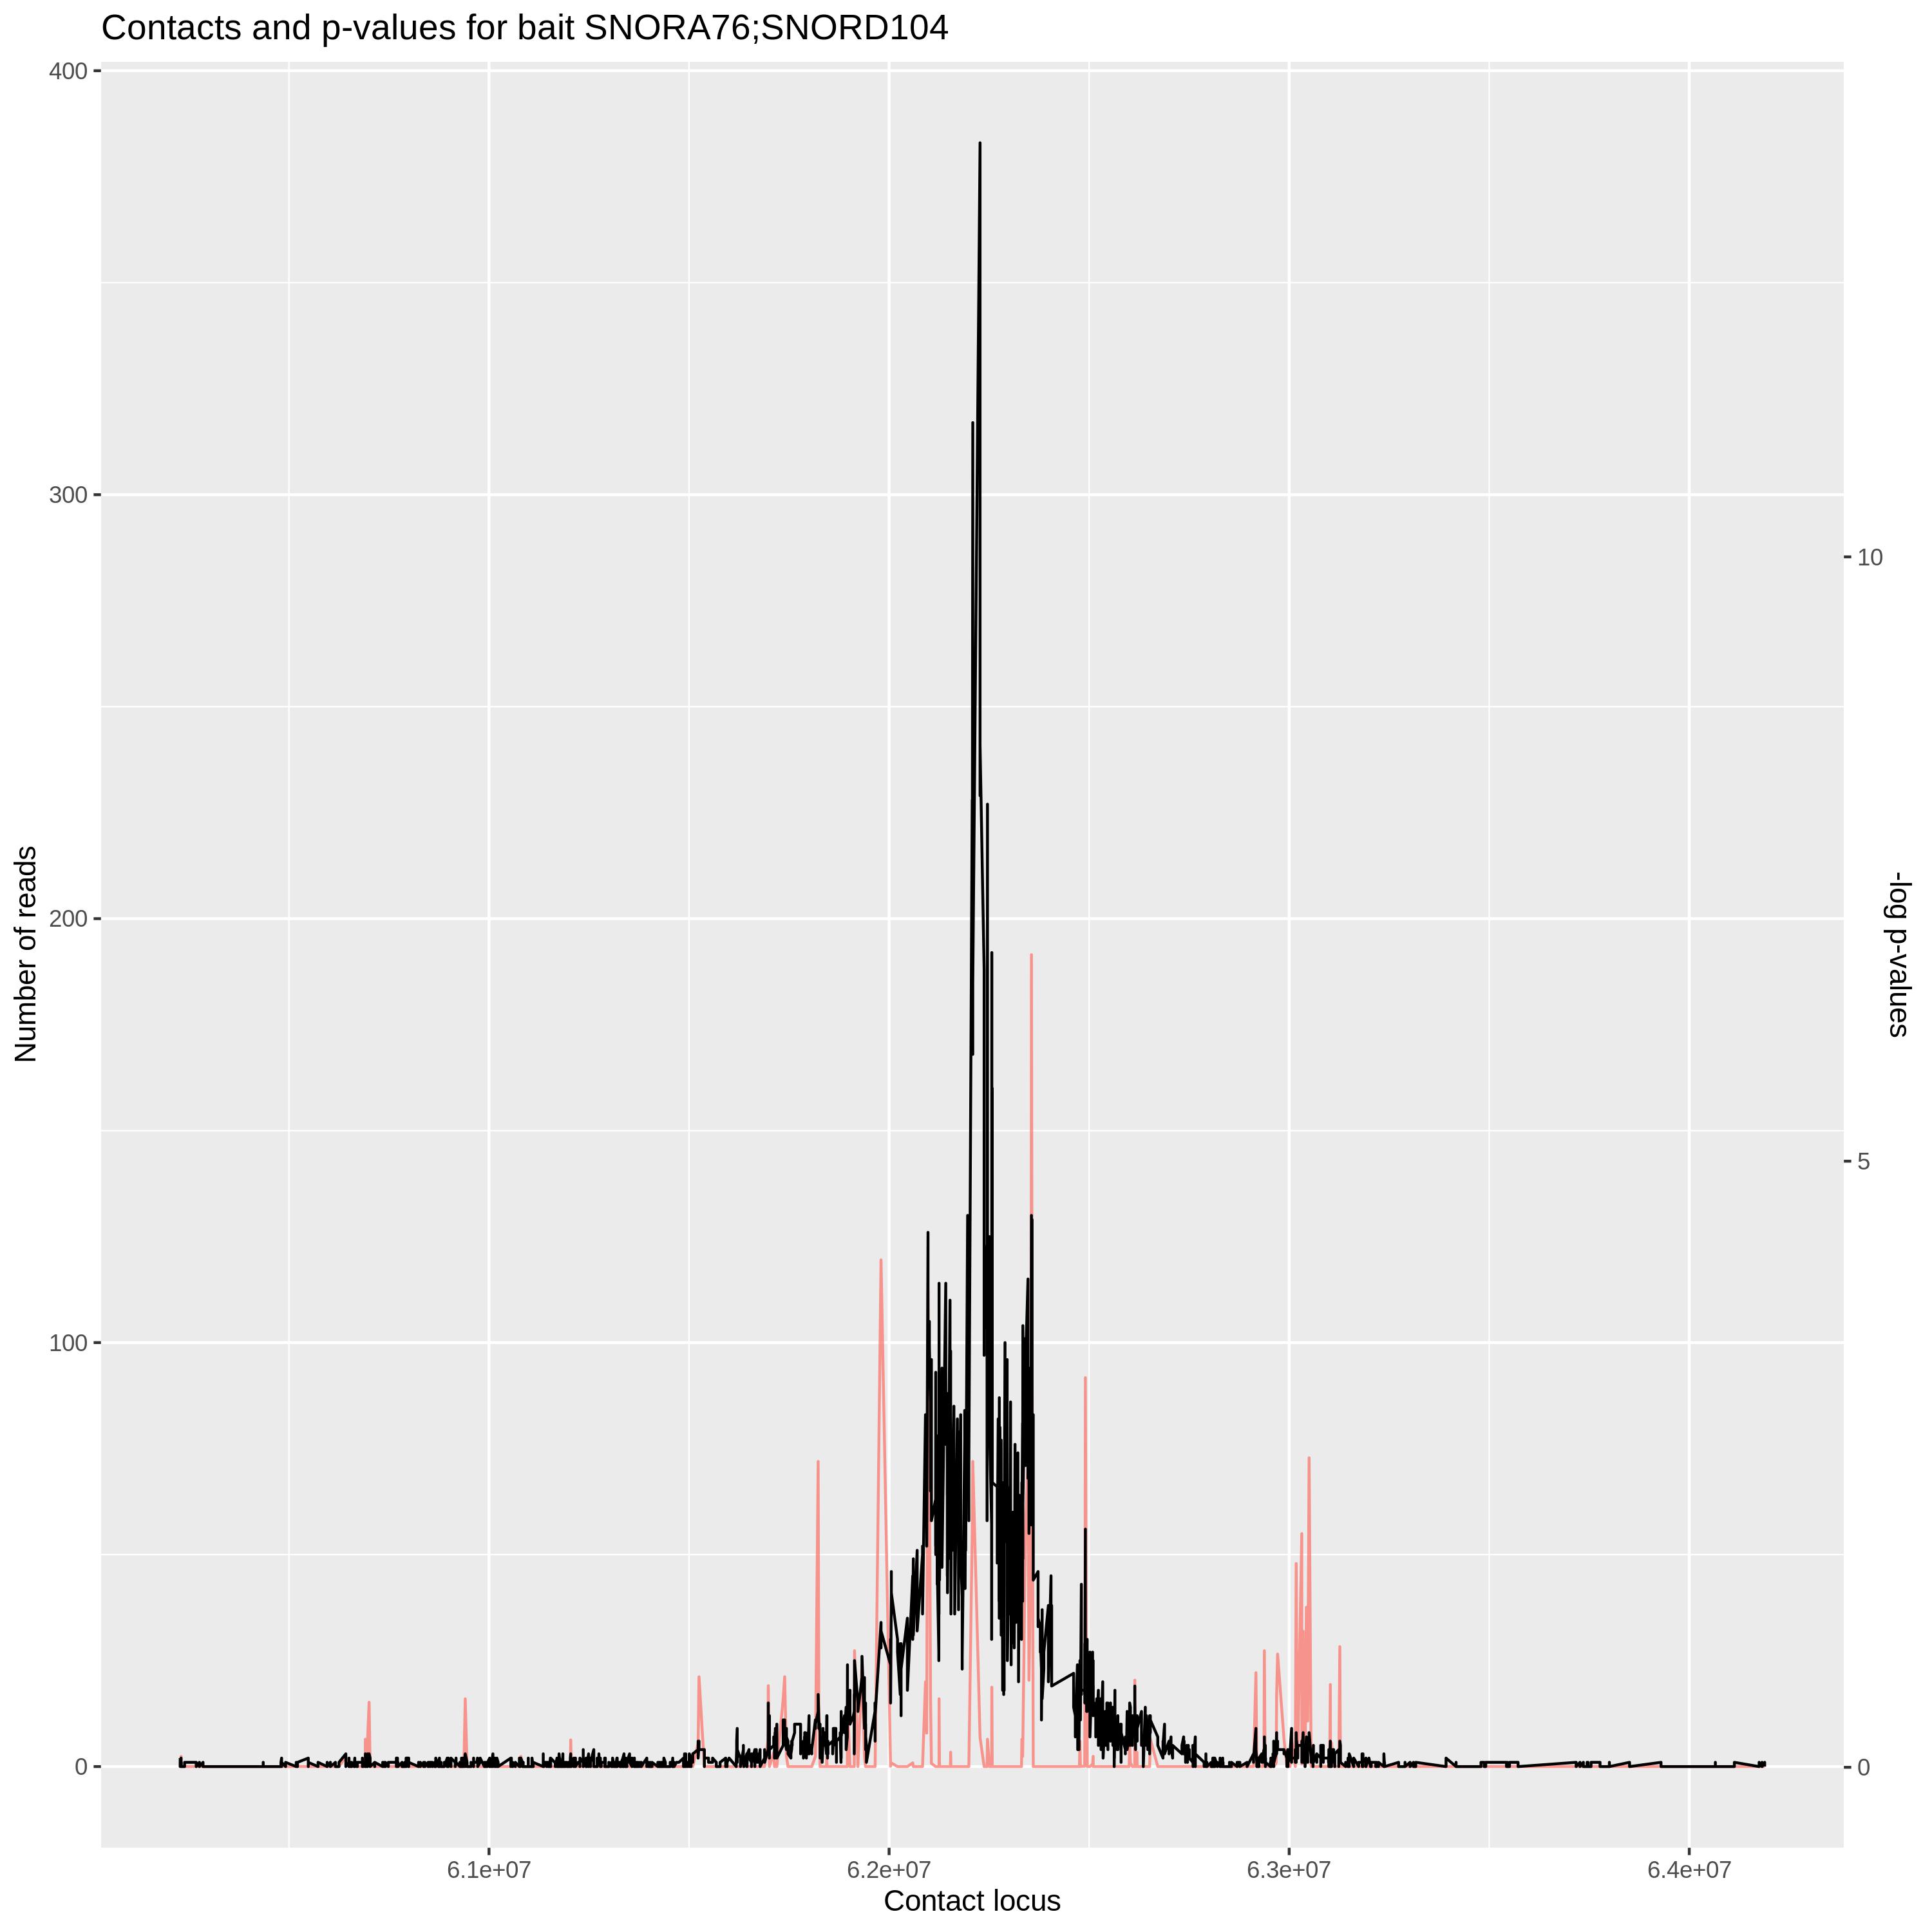 Contacts and p-values for bait SNORA76;SNORD104
400
300
200
100
0
Number of reads
10
5
0
-log p-values
6.1e+07
6.2e+07
6.3e+07
6.4e+07
Contact locus